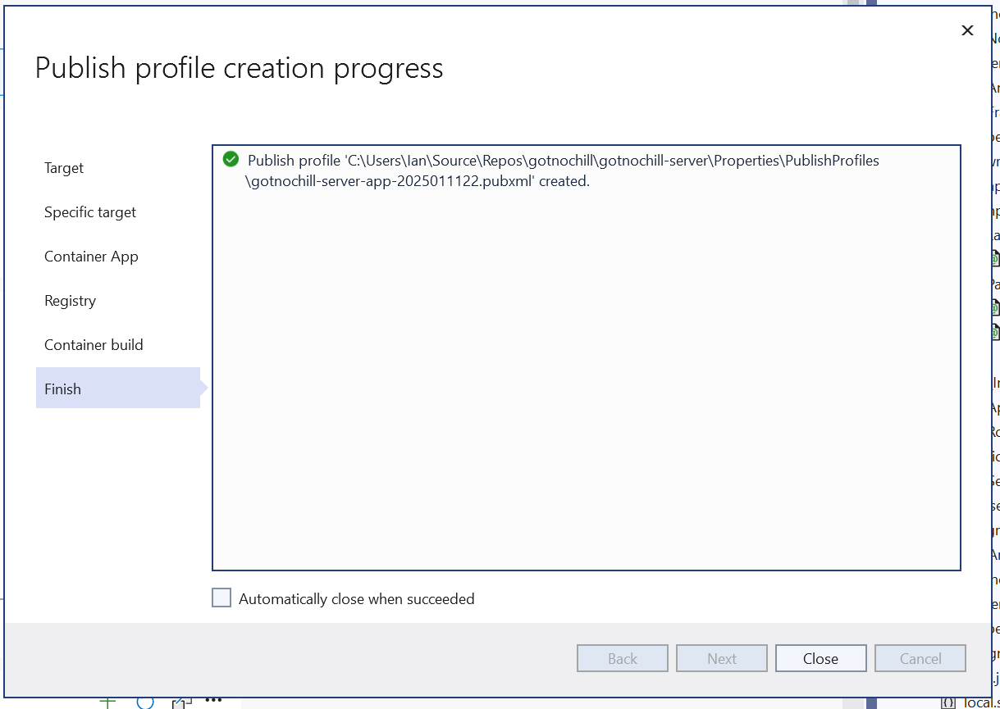 Publish profile creation progress
Target
Specific target
Container App
Registry
Container build
Finish
Publish profile 'C:\Users\Ian\Source\Repos\gotnochill\gotnochill-server\Properties\PublishProfiles
\gotnochill-server-app-2025011122.pubxml' created.
Automatically close when succeeded
Back
Next
Close
Cancel